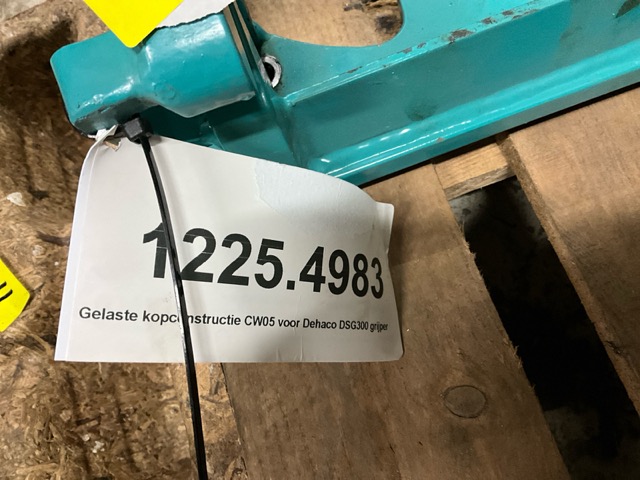 1225.4983
Gelaste kopconstructie CW05 voor Dehaco DSG300 grijper